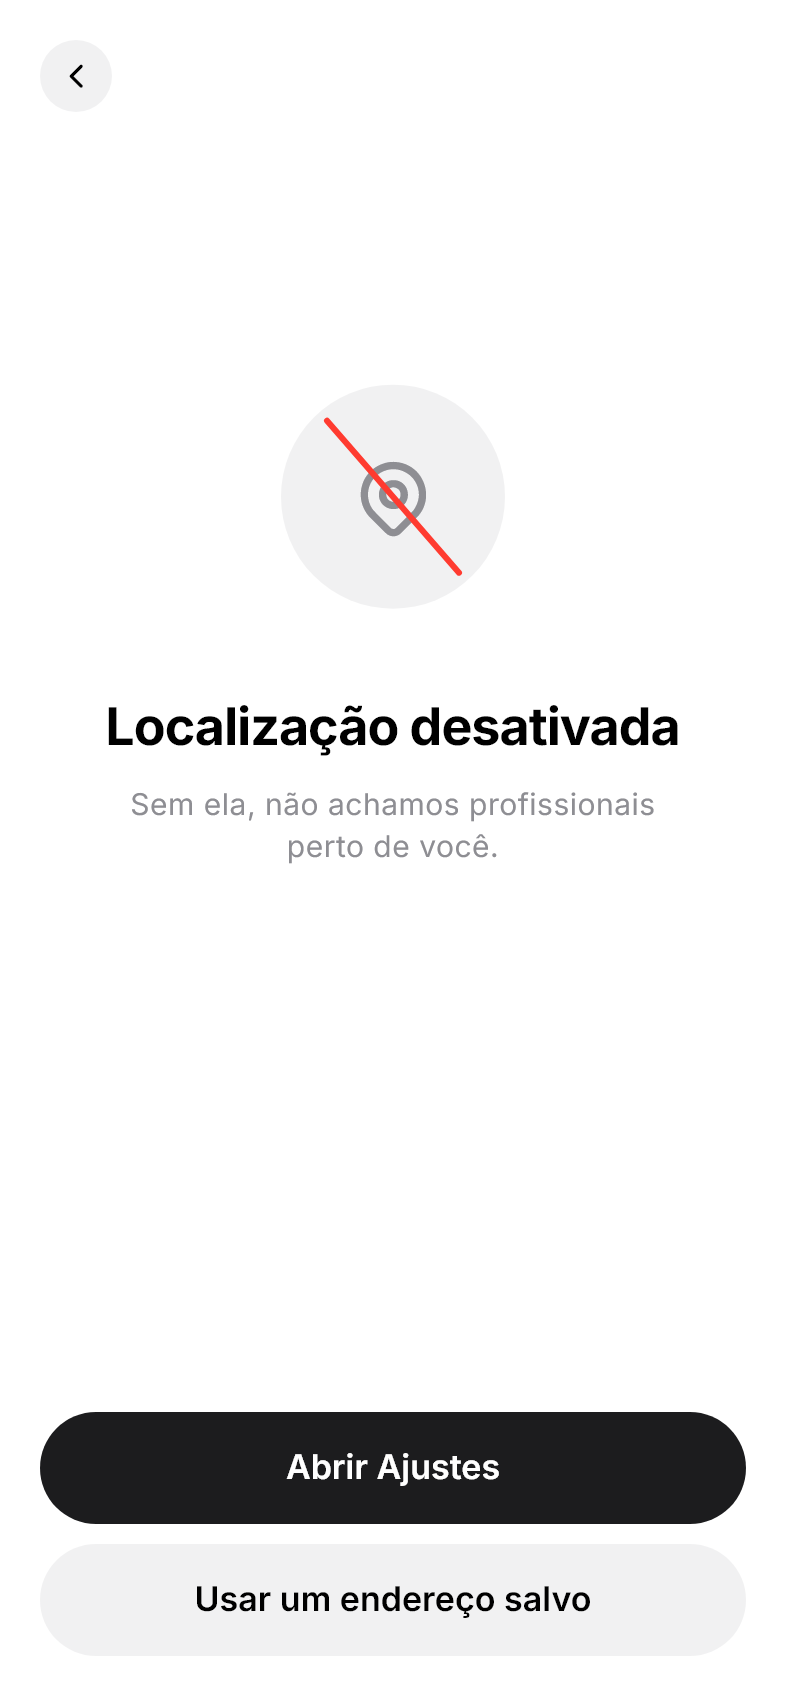 Localização desativada
Sem ela, não achamos profissionais
perto de você.
Abrir Ajustes
Usar um endereço salvo